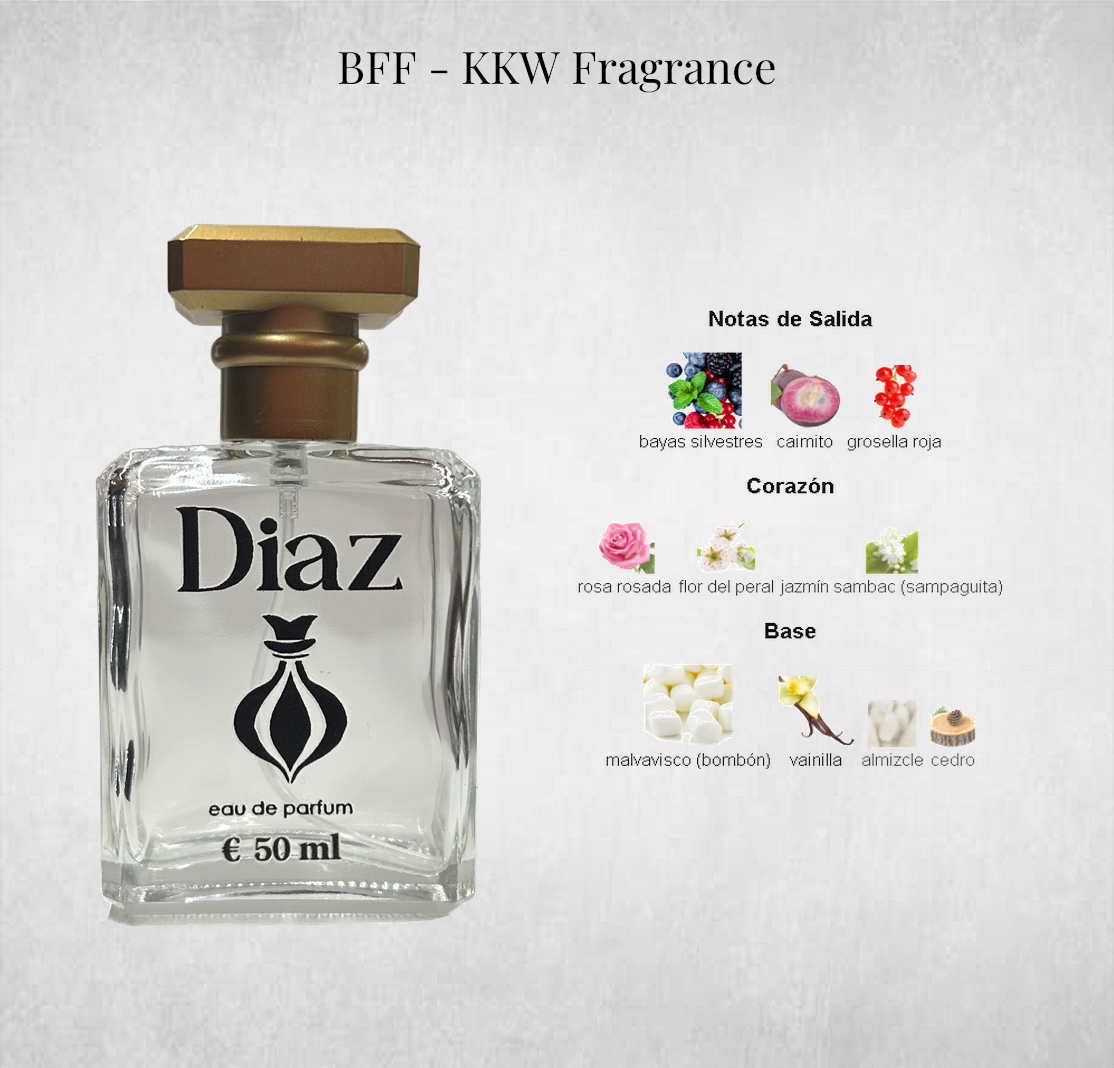 BFF - KKW Fragrance
Diaz
eau de parfum
€ 50 ml
Notas de Salida
bayas silvestres caimito grosella roja
Corazón
rosa rosada flor del peral jazmín sambac (sampaguita)
Base
malvavisco (bombón) vainilla almizcle cedro